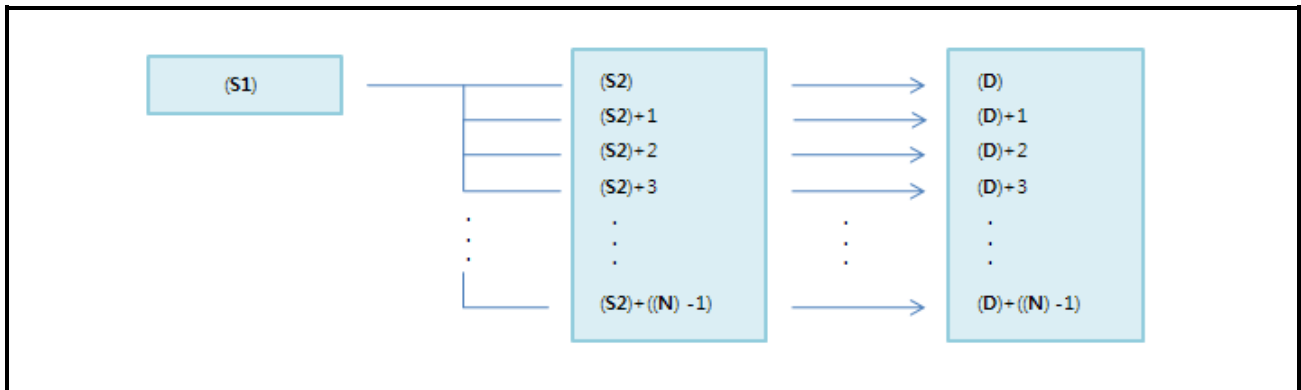 (S1) (S2) (D)
(S2)+1 (D)+1
(S2)+2 (D)+2
(S2)+3 (D)+3
(S2)+((N) -1) (D)+((N) -1)